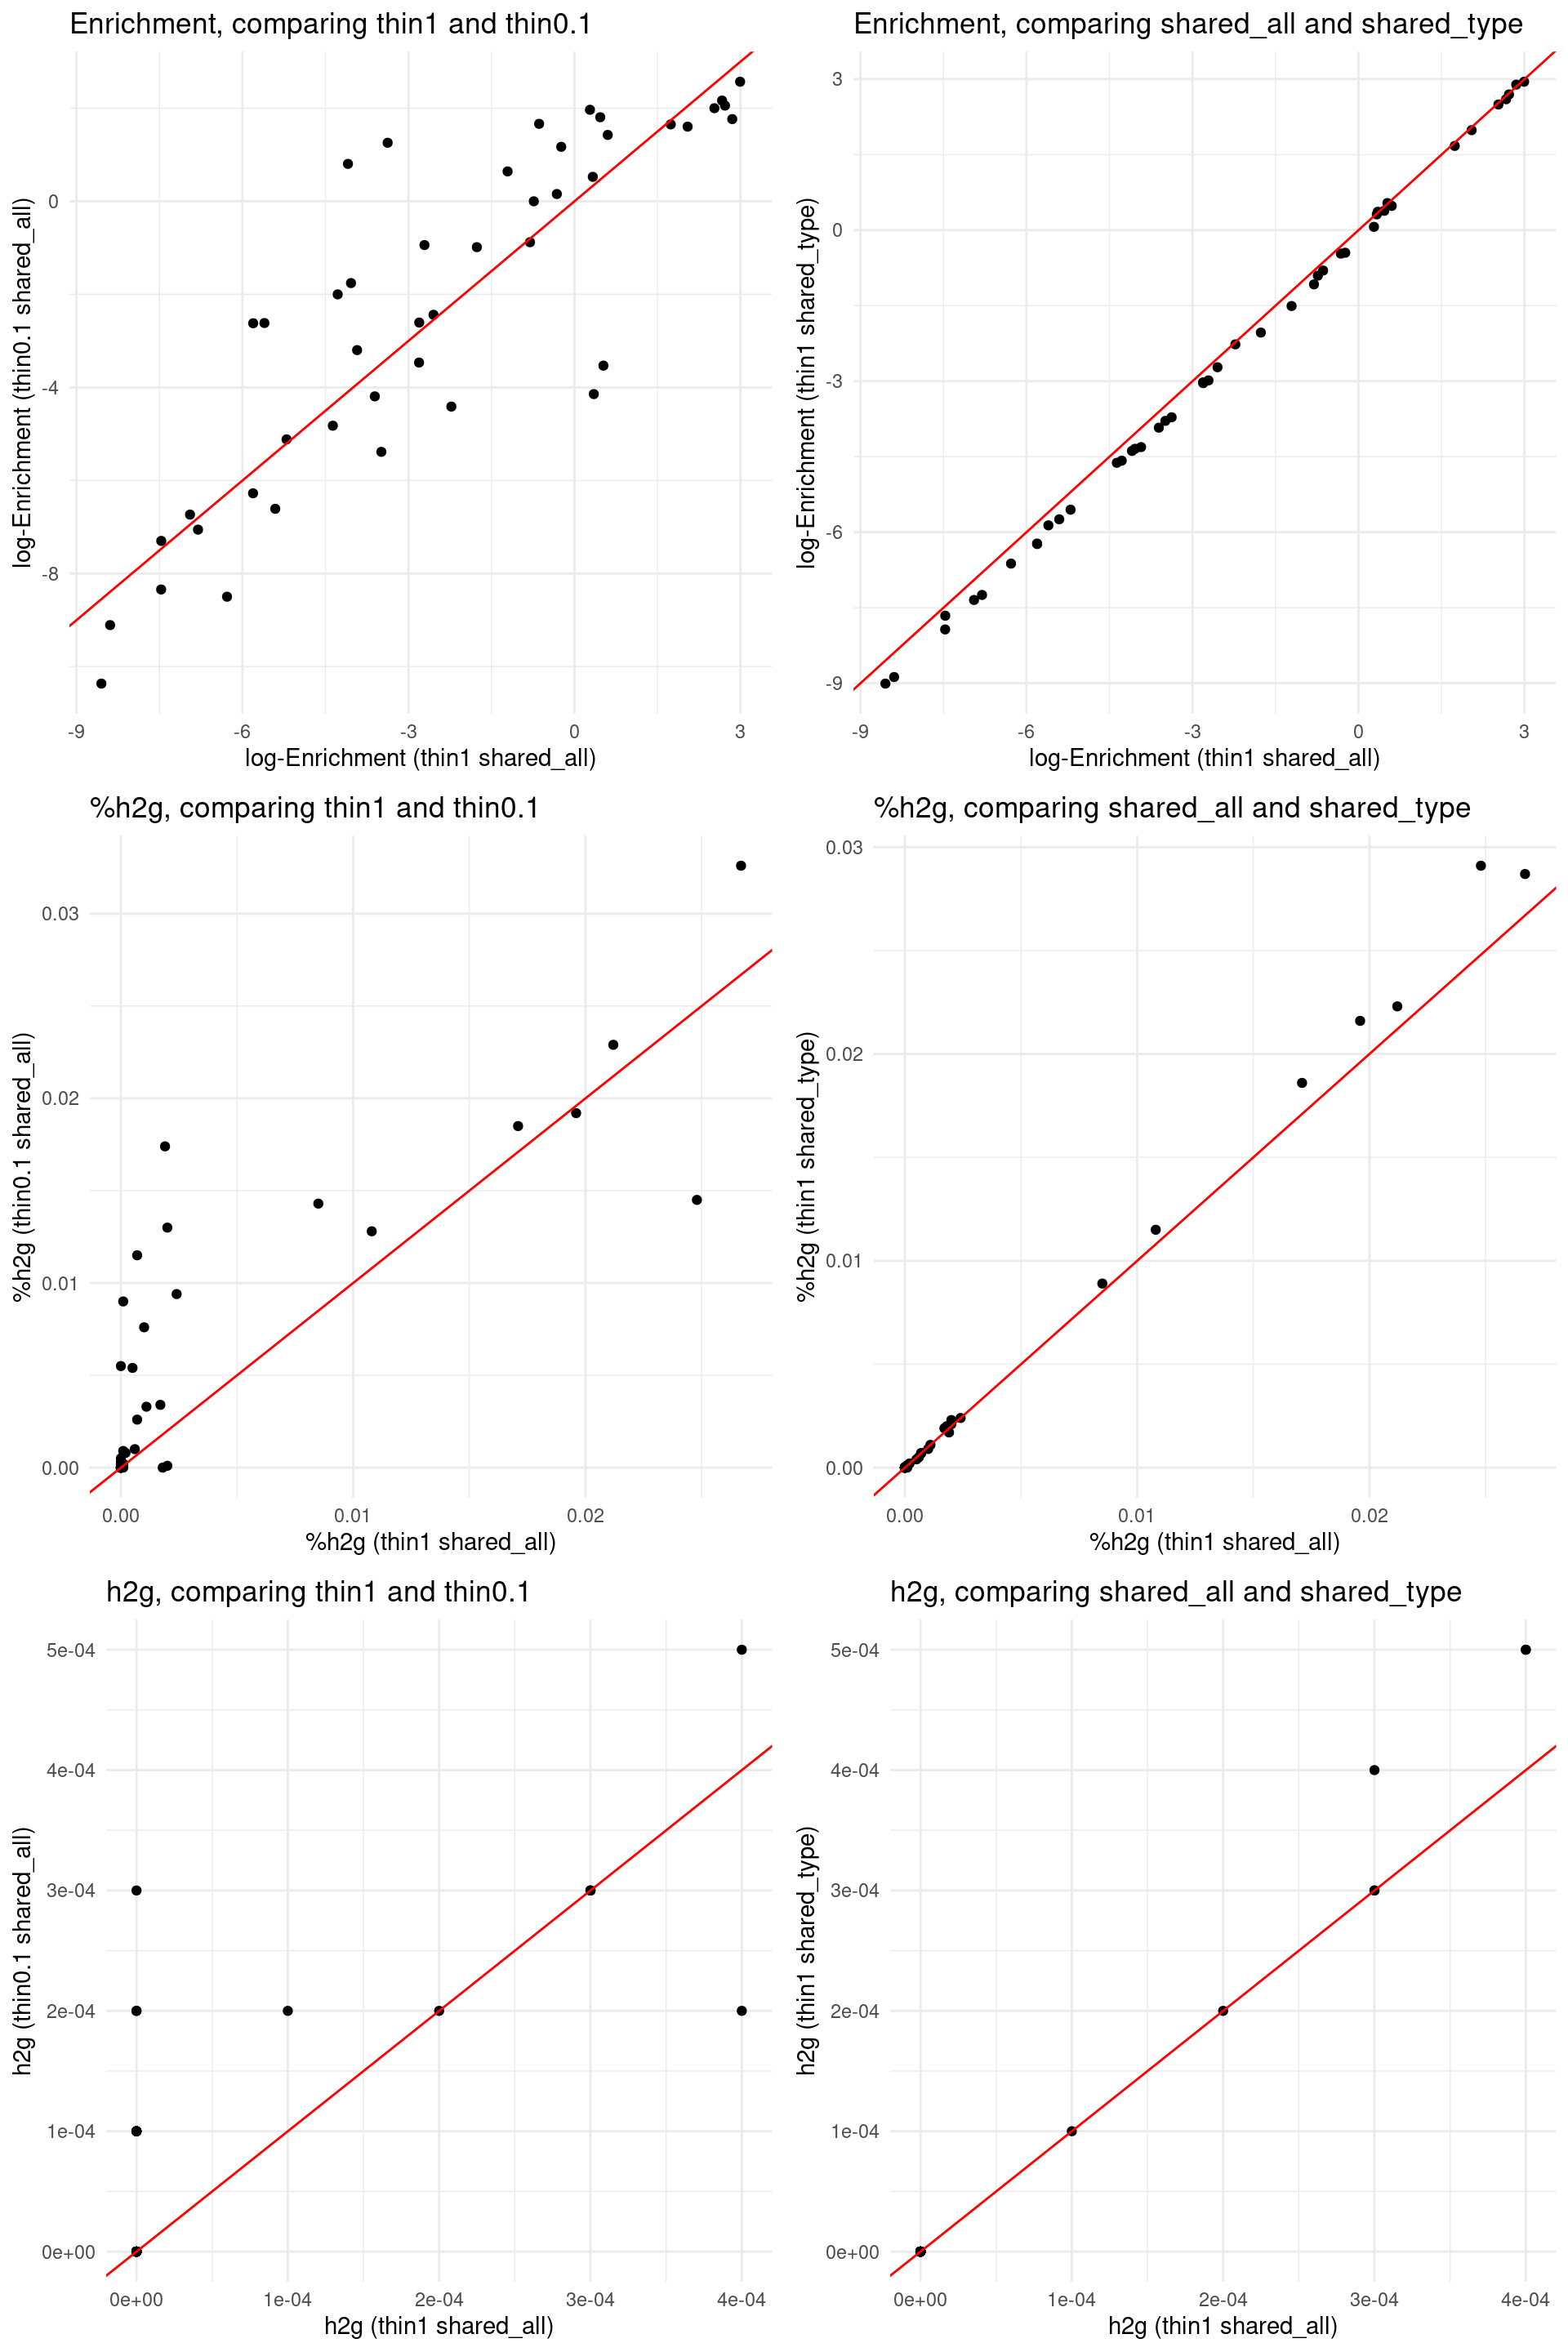 Enrichment, comparing thin1 and thin0.1
log-Enrichment (thin0.1 shared_all)
0
-4
-8
-9
-6
-3
0
3
log-Enrichment (thin1 shared_all)
Enrichment, comparing shared_all and shared_type
log-Enrichment (thin1 shared_type)
3
0
-3
-6
-9
-9
-6
-3
0
3
log-Enrichment (thin1 shared_all)
%h2g, comparing thin1 and thin0.1
%h2g (thin0.1 shared_all)
0.03
0.02
0.01
0.00
0.00
0.01
0.02
%h2g (thin1 shared_all)
%h2g, comparing shared_all and shared_type
%h2g (thin1 shared_type)
0.03
0.02
0.01
0.00
0.00
0.01
0.02
%h2g (thin1 shared_all)
h2g, comparing thin1 and thin0.1
h2g (thin0.1 shared_all)
5e-04
4e-04
3e-04
2e-04
1e-04
0e+00
0e+00
1e-04
2e-04
3e-04
4e-04
h2g (thin1 shared_all)
h2g, comparing shared_all and shared_type
h2g (thin1 shared_type)
5e-04
4e-04
3e-04
2e-04
1e-04
0e+00
0e+00
1e-04
2e-04
3e-04
4e-04
h2g (thin1 shared_all)